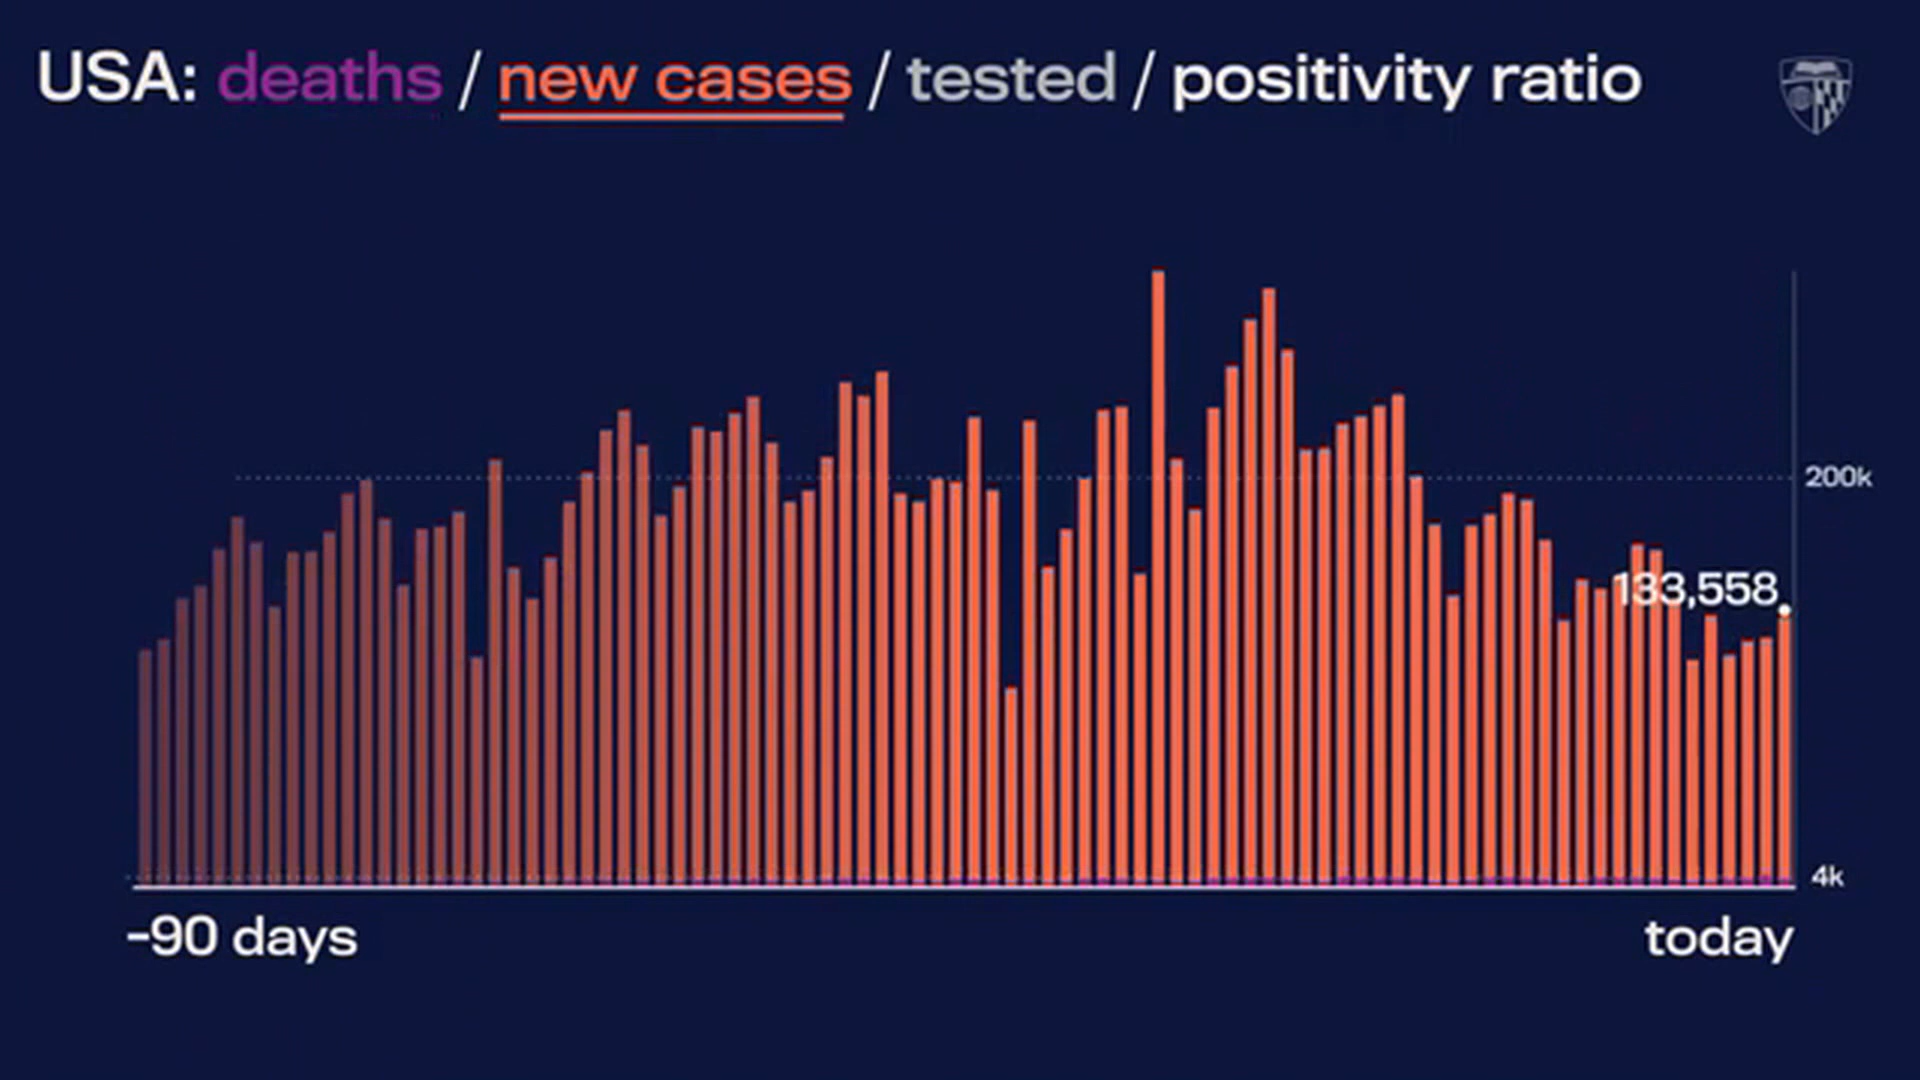 USA: deaths / new cases / tested / positivity ratio
200k
133,558
4k
-90 days
today